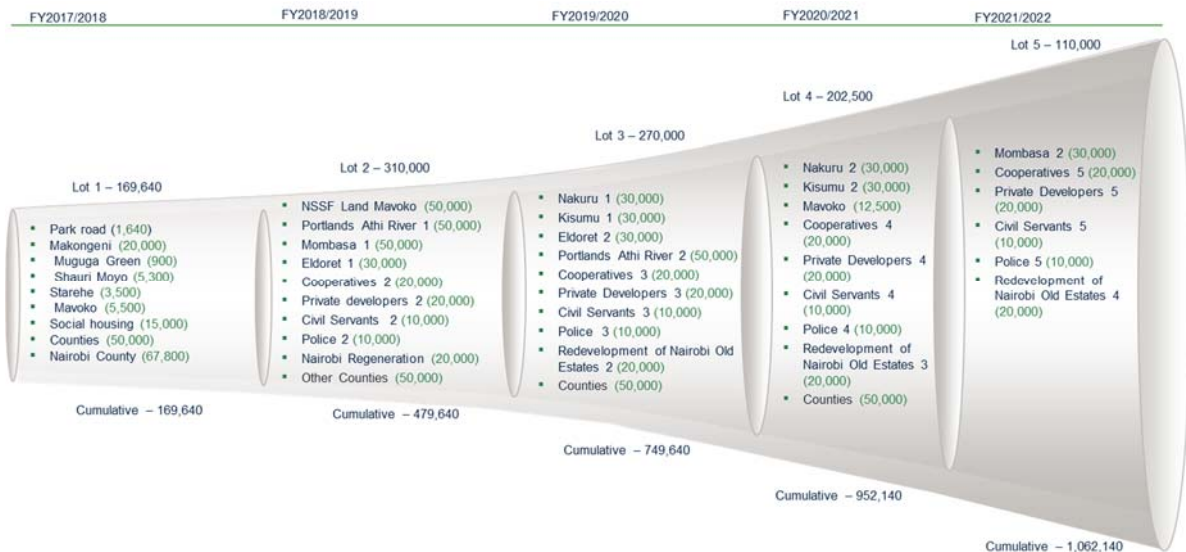 FY2017/2018
FY2018/2019
FY2019/2020
FY2020/2021
FY2021/2022
Lot 1 – 169,640
Park road (1,640)
Makongeni (20,000)
Muguga Green (900)
Shauri Moyo (5,300)
Starehe (3,500)
Mavoko (5,500)
Social housing (15,000)
Counties (50,000)
Nairobi County (67,800)
Cumulative – 169,640
Lot 2 – 310,000
NSSF Land Mavoko (50,000)
Portlands Athi River 1 (50,000)
Mombasa 1 (50,000)
Eldoret 1 (30,000)
Cooperatives 2 (20,000)
Private developers 2 (20,000)
Civil Servants 2 (10,000)
Police 2 (10,000)
Nairobi Regeneration (20,000)
Other Counties (50,000)
Cumulative – 479,640
Lot 3 – 270,000
Nakuru 1 (30,000)
Kisumu 1 (30,000)
Eldoret 2 (30,000)
Portlands Athi River 2 (50,000)
Cooperatives 3 (20,000)
Private Developers 3 (20,000)
Civil Servants 3 (10,000)
Police 3 (10,000)
Redevelopment of Nairobi Old
Estates 2 (20,000)
Counties (50,000)
Cumulative – 749,640
Lot 4 – 202,500
Nakuru 2 (30,000)
Kisumu 2 (30,000)
Mavoko (12,500)
Cooperatives 4
(20,000)
Private Developers 4
(20,000)
Civil Servants 4
(10,000)
Police 4 (10,000)
Redevelopment of
Nairobi Old Estates 3
(20,000)
Counties (50,000)
Cumulative – 952,140
Lot 5 – 110,000
Mombasa 2 (30,000)
Cooperatives 5 (20,000)
Private Developers 5
(20,000)
Civil Servants 5
(10,000)
Police 5 (10,000)
Redevelopment of
Nairobi Old Estates 4
(20,000)
Cumulative – 1,062,140